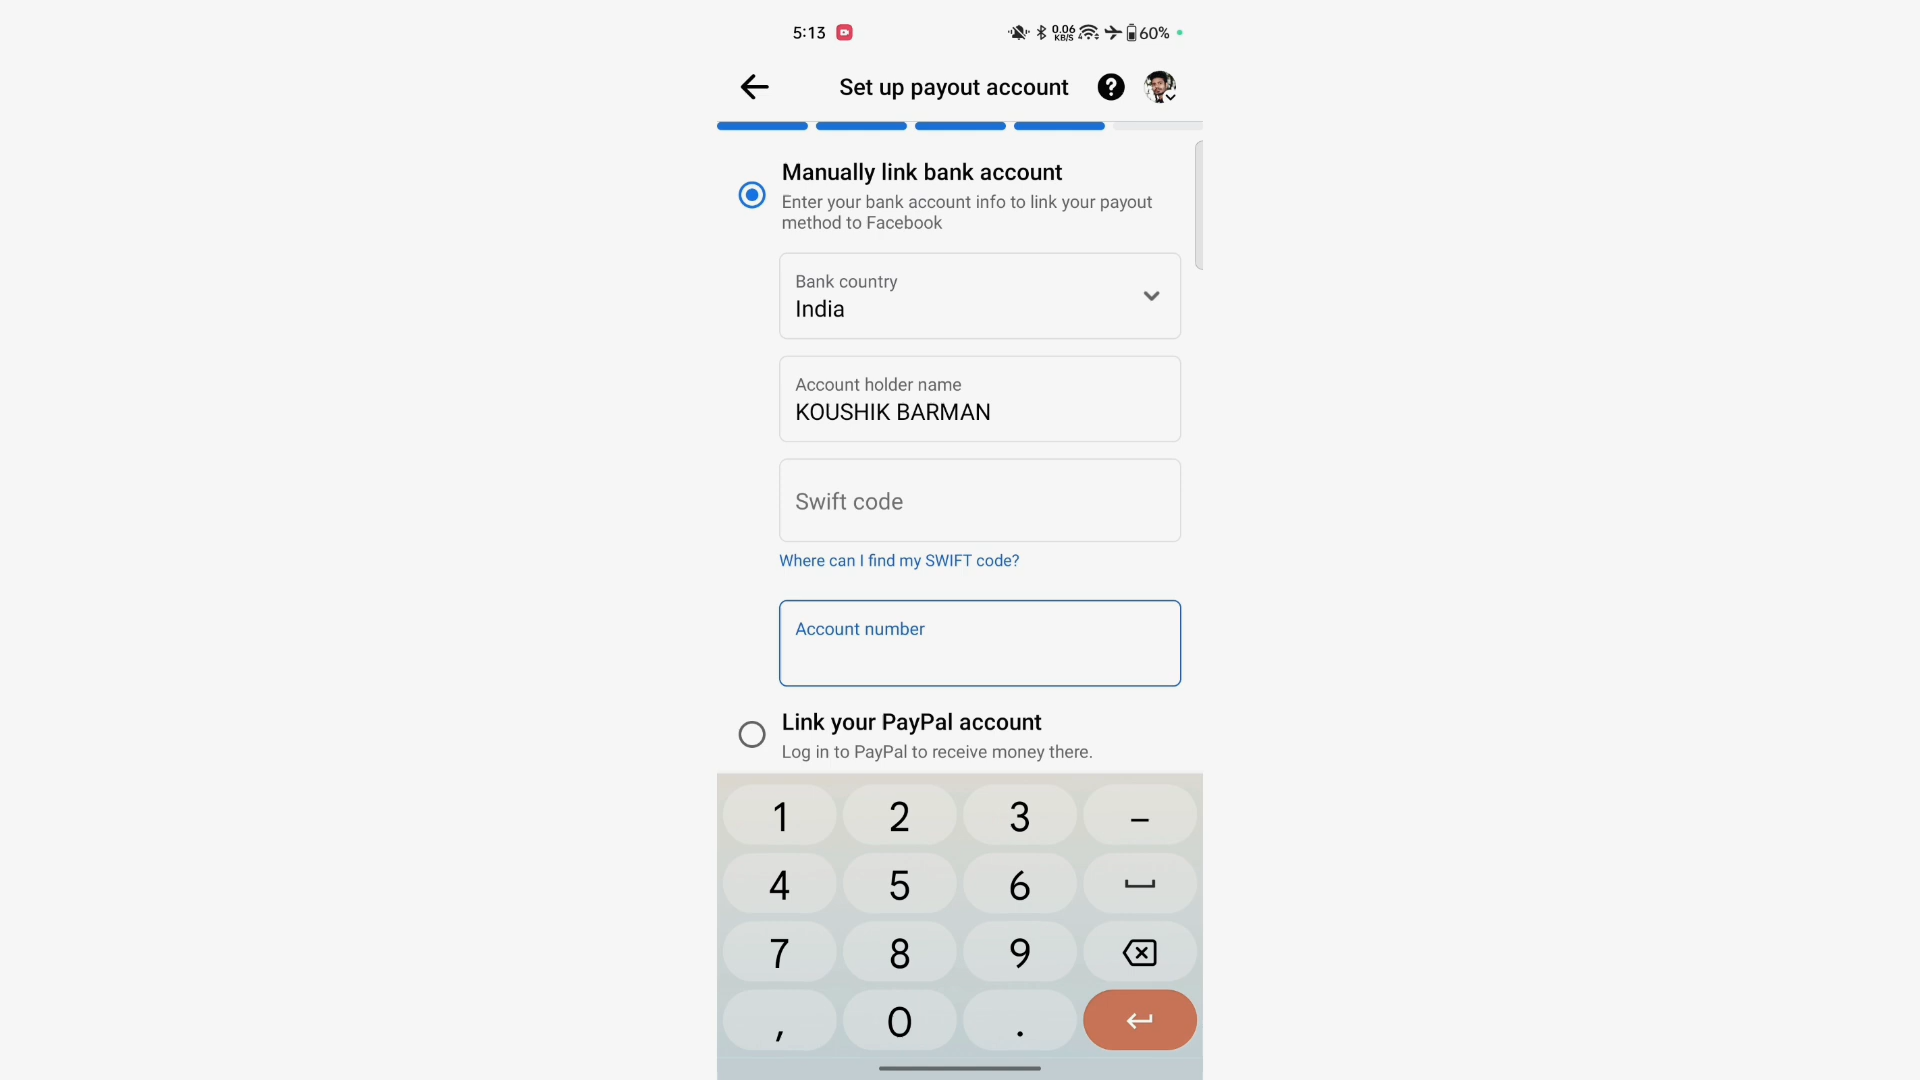 5:13 0.06 KB/S 60%
Set up payout account ?
Manually link bank account
Enter your bank account info to link your payout
method to Facebook
Bank country
India
Account holder name
KOUSHIK BARMAN
Swift code
Where can I find my SWIFT code?
Account number
Link your PayPal account
Log in to PayPal to receive money there.
1 2 3 –
4 5 6
7 8 9
, 0 .